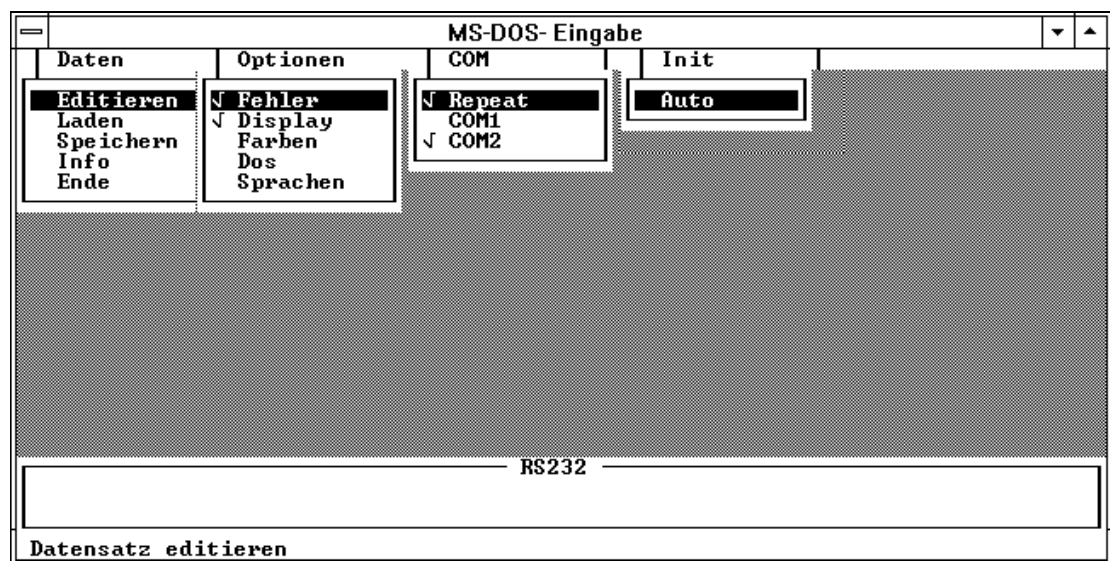 MS-DOS- Eingabe
Daten Optionen COM Init
Editieren √ Fehler √ Repeat Auto
Laden √ Display COM1
Speichern Farben √ COM2
Info Dos
Ende Sprachen
RS232
Datensatz editieren